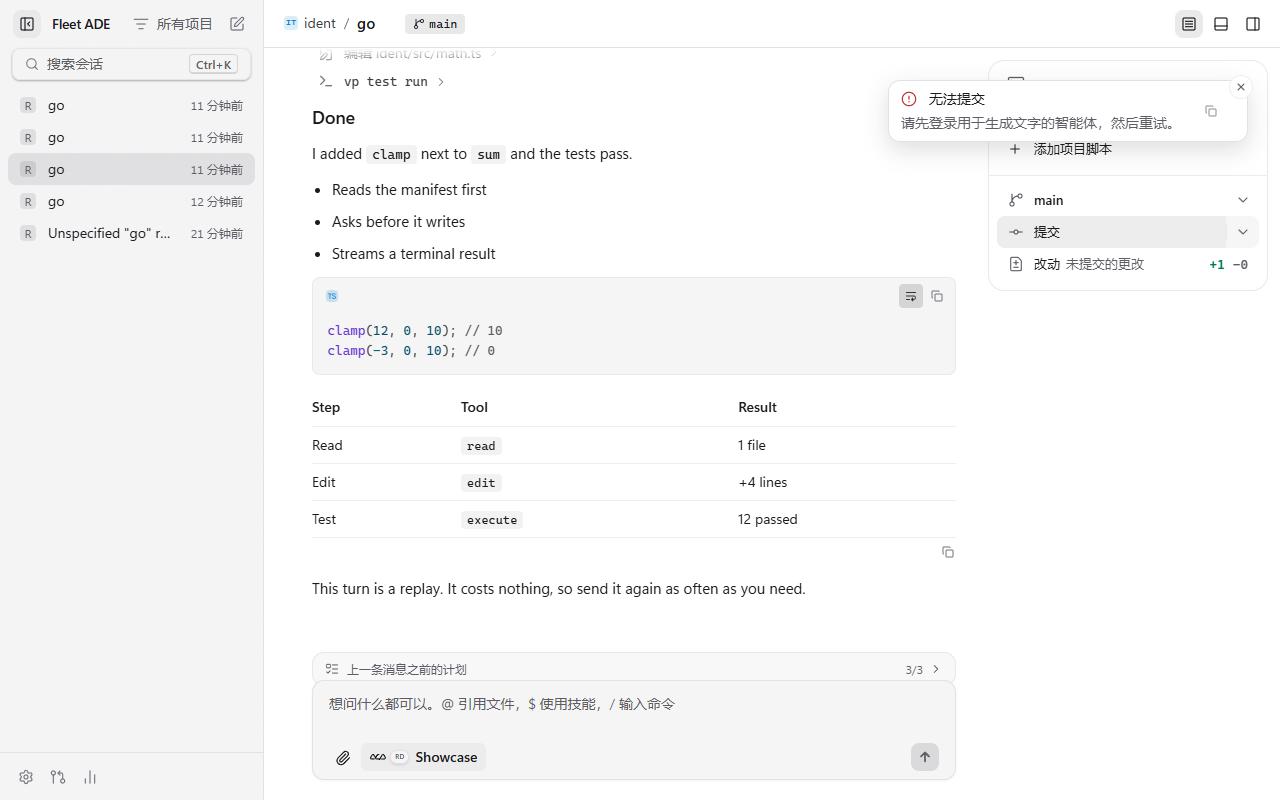 Fleet ADE
所有项目
搜索会话
Ctrl+K
R go 11 分钟前
R go 11 分钟前
R go 11 分钟前
R go 12 分钟前
R Unspecified "go" r... 21 分钟前
IT ident / go
main
编辑 ident/src/math.ts
vp test run
Done
I added clamp next to sum and the tests pass.
Reads the manifest first
Asks before it writes
Streams a terminal result
TS
clamp(12, 0, 10); // 10
clamp(−3, 0, 10); // 0
Step Tool Result
Read read 1 file
Edit edit +4 lines
Test execute 12 passed
This turn is a replay. It costs nothing, so send it again as often as you need.
上一条消息之前的计划 3/3
想问什么都可以。@ 引用文件，$ 使用技能，/ 输入命令
RD Showcase
无法提交
请先登录用于生成文字的智能体，然后重试。
添加项目脚本
main
提交
改动 未提交的更改 +1 −0